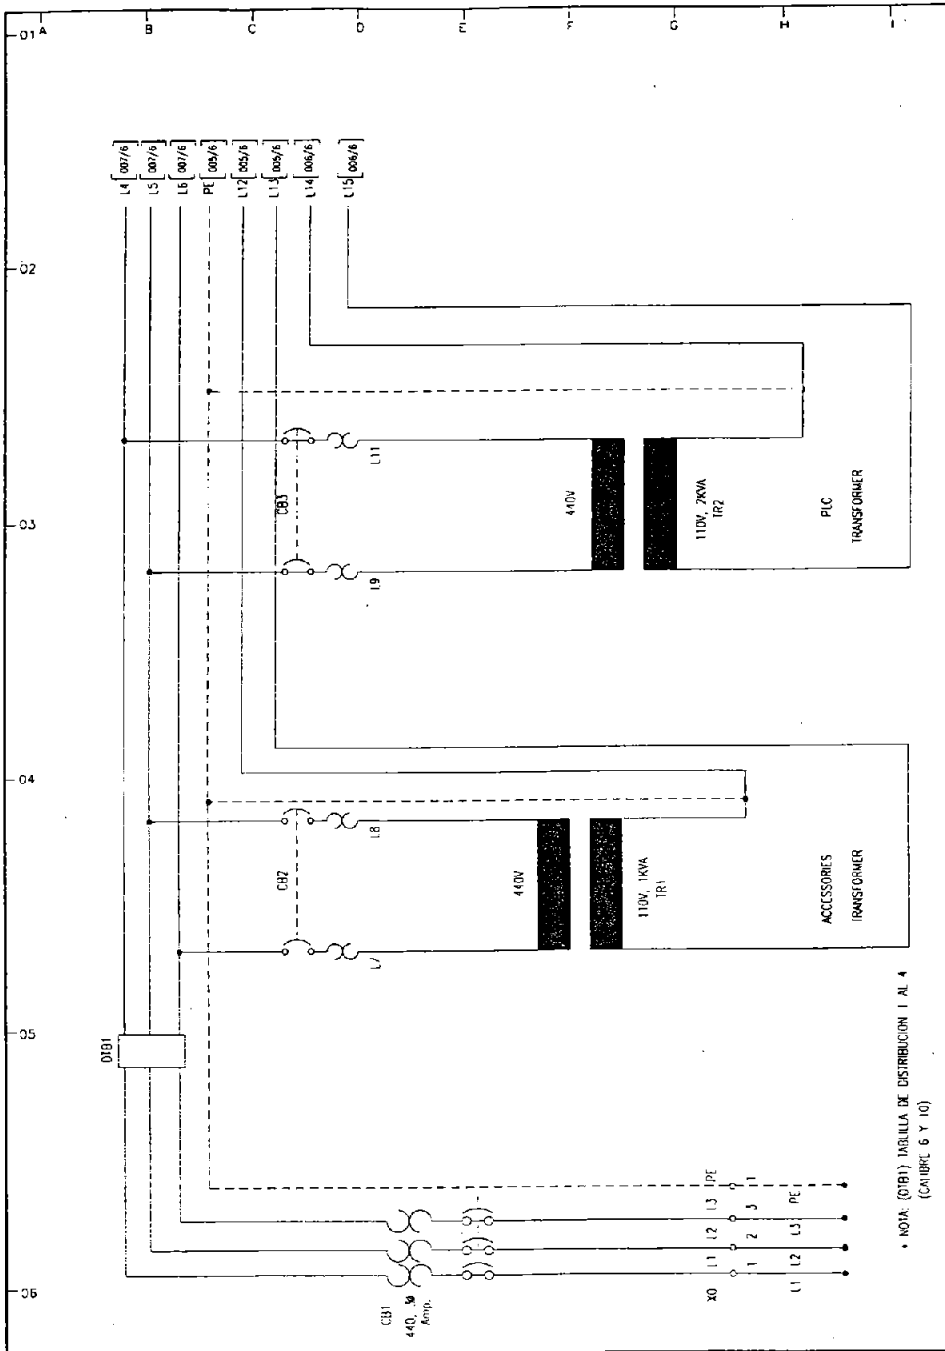 A
B
C
D
E
F
G
H
I
01
02
03
04
05
06
L4 [007/6]
L5 [007/6]
L6 [007/6]
PE [005/6]
L12 [005/6]
L13 [005/6]
L14 [006/6]
L15 [006/6]
CB3
L11
L9
440V
110V, 2KVA
TR2
PLC
TRANSFORMER
CB2
L8
L7
440V
110V, 1KVA
TR1
ACCESSORIES
TRANSFORMER
DTB1
CB1
440,
Amp.
X0
L1
L2
L3
PE
1
2
3
1
L1
L2
L3
PE
* NOTA: (DTB1) TABLILLA DE DISTRIBUCION 1 AL 4
(CALIBRE 6 Y 10)